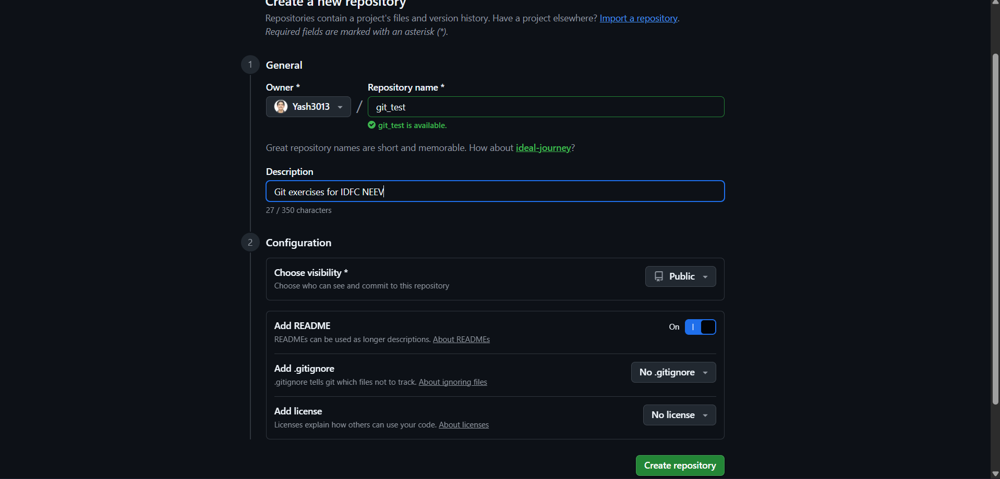 Create a new repository
Repositories contain a project's files and version history. Have a project elsewhere? Import a repository.
Required fields are marked with an asterisk (*).
1 General
Owner * Repository name *
Yash3013 / git_test
git_test is available.
Great repository names are short and memorable. How about ideal-journey?
Description
Git exercises for IDFC NEEV
27 / 350 characters
2 Configuration
Choose visibility *
Public
Choose who can see and commit to this repository
Add README
On
READMEs can be used as longer descriptions. About READMEs
Add .gitignore
No .gitignore
.gitignore tells git which files not to track. About ignoring files
Add license
No license
Licenses explain how others can use your code. About licenses
Create repository